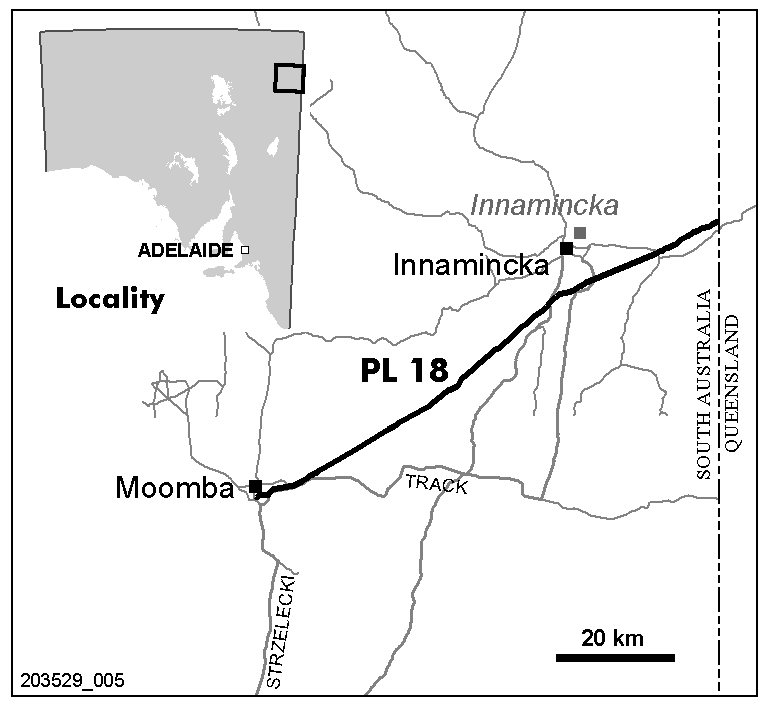 Innamincka
ADELAIDE
Innamincka
Locality
SOUTH AUSTRALIA
QUEENSLAND
PL 18
Moomba
TRACK
STRZELECKI
20 km
203529_005